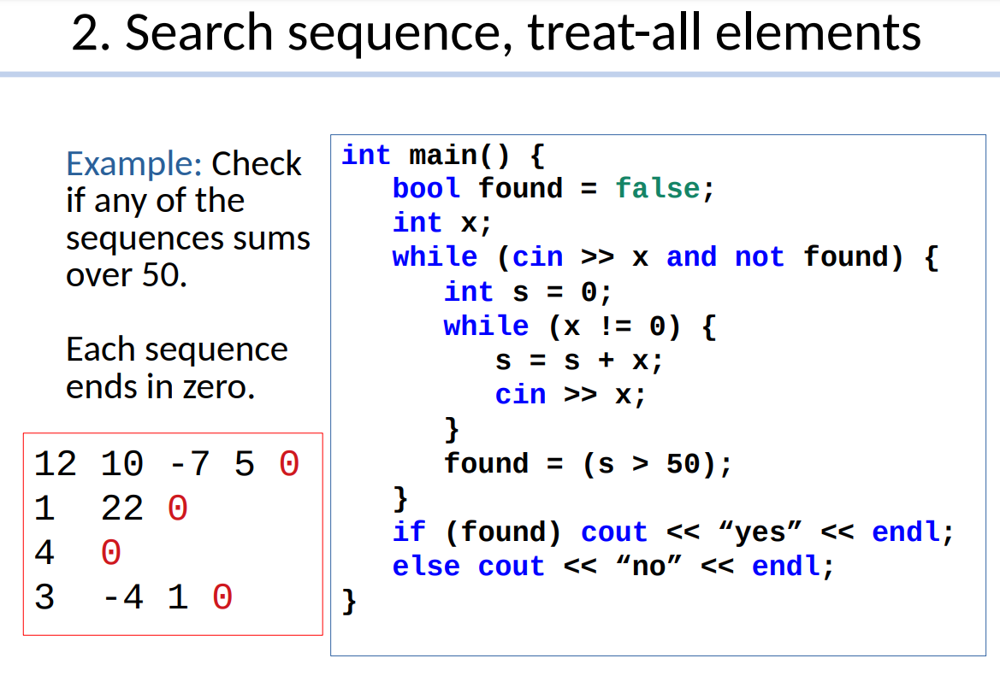 2. Search sequence, treat-all elements
Example: Check
if any of the
sequences sums
over 50.
Each sequence
ends in zero.
12 10 -7 5 0
1 22 0
4 0
3 -4 1 0
int main() {
bool found = false;
int x;
while (cin >> x and not found) {
int s = 0;
while (x != 0) {
s = s + x;
cin >> x;
}
found = (s > 50);
}
if (found) cout << “yes” << endl;
else cout << “no” << endl;
}